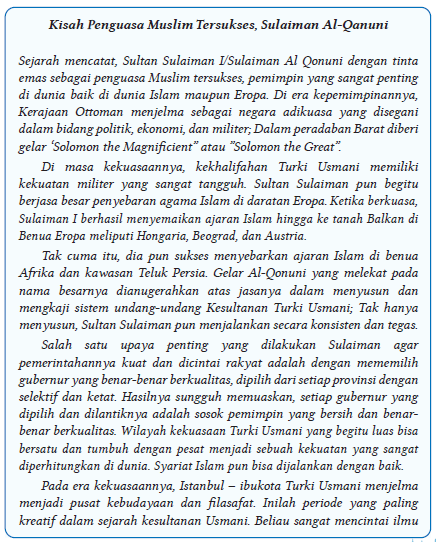 Kisah Penguasa Muslim Tersukses, Sulaiman Al-Qanuni
Sejarah mencatat, Sultan Sulaiman I/Sulaiman Al Qonuni dengan tinta
emas sebagai penguasa Muslim tersukses, pemimpin yang sangat penting
di dunia baik di dunia Islam maupun Eropa. Di era kepemimpinannya,
Kerajaan Ottoman menjelma sebagai negara adikuasa yang disegani
dalam bidang politik, ekonomi, dan militer; Dalam peradaban Barat diberi
gelar ‘Solomon the Magnificient” atau ”Solomon the Great”.
Di masa kekuasaannya, kekhalifahan Turki Usmani memiliki
kekuatan militer yang sangat tangguh. Sultan Sulaiman pun begitu
berjasa besar penyebaran agama Islam di daratan Eropa. Ketika berkuasa,
Sulaiman I berhasil menyemaikan ajaran Islam hingga ke tanah Balkan di
Benua Eropa meliputi Hongaria, Beograd, dan Austria.
Tak cuma itu, dia pun sukses menyebarkan ajaran Islam di benua
Afrika dan kawasan Teluk Persia. Gelar Al-Qonuni yang melekat pada
nama besarnya dianugerahkan atas jasanya dalam menyusun dan
mengkaji sistem undang-undang Kesultanan Turki Usmani; Tak hanya
menyusun, Sultan Sulaiman pun menjalankan secara konsisten dan tegas.
Salah satu upaya penting yang dilakukan Sulaiman agar
pemerintahannya kuat dan dicintai rakyat adalah dengan mememilih
gubernur yang benar-benar berkualitas, dipilih dari setiap provinsi dengan
selektif dan ketat. Hasilnya sungguh memuaskan, setiap gubernur yang
dipilih dan dilantiknya adalah sosok pemimpin yang bersih dan benar-
benar berkualitas. Wilayah kekuasaan Turki Usmani yang begitu luas bisa
bersatu dan tumbuh dengan pesat menjadi sebuah kekuatan yang sangat
diperhitungkan di dunia. Syariat Islam pun bisa dijalankan dengan baik.
Pada era kekuasaannya, Istanbul – ibukota Turki Usmani menjelma
menjadi pusat kebudayaan dan filasafat. Inilah periode yang paling
kreatif dalam sejarah kesultanan Usmani. Beliau sangat mencintai ilmu